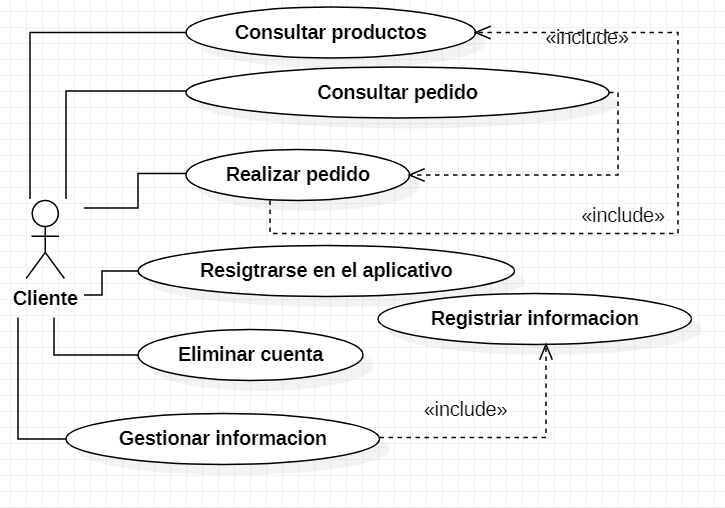 Consultar productos
«include»
Consultar pedido
Realizar pedido
«include»
Resigtrarse en el aplicativo
Cliente
Registriar informacion
Eliminar cuenta
«include»
Gestionar informacion